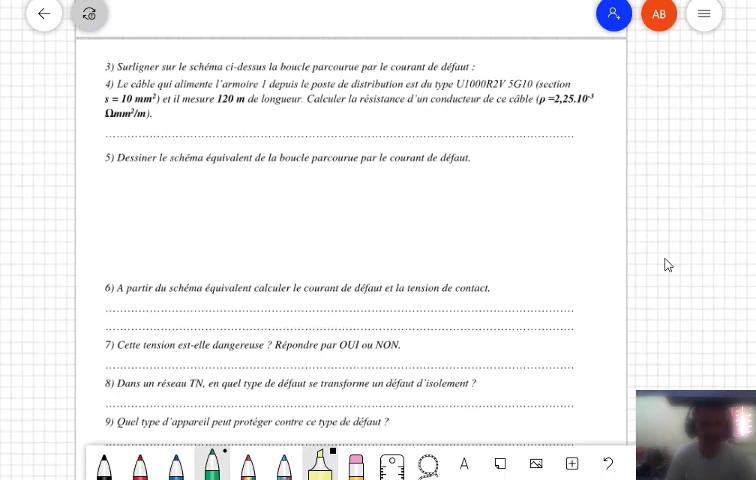 AB
3) Surligner sur le schéma ci-dessus la boucle parcourue par le courant de défaut :
4) Le câble qui alimente l'armoire 1 depuis le poste de distribution est du type U1000R2V 5G10 (section
s = 10 mm²) et il mesure 120 m de longueur. Calculer la résistance d'un conducteur de ce câble (ρ =2,25.10⁻³
Ωmm²/m).
5) Dessiner le schéma équivalent de la boucle parcourue par le courant de défaut.
6) A partir du schéma équivalent calculer le courant de défaut et la tension de contact.
7) Cette tension est-elle dangereuse ? Répondre par OUI ou NON.
8) Dans un réseau TN, en quel type de défaut se transforme un défaut d'isolement ?
9) Quel type d'appareil peut protéger contre ce type de défaut ?
A